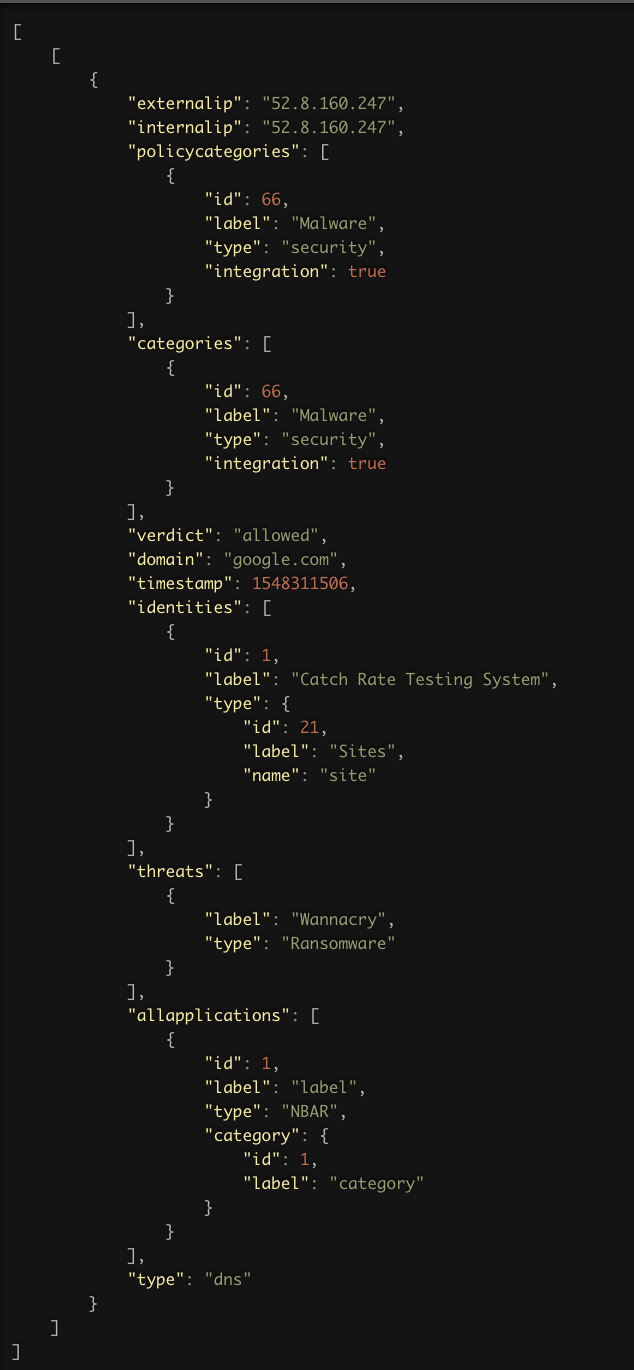 [
    [
        {
            "externalip": "52.8.160.247",
            "internalip": "52.8.160.247",
            "policycategories": [
                {
                    "id": 66,
                    "label": "Malware",
                    "type": "security",
                    "integration": true
                }
            ],
            "categories": [
                {
                    "id": 66,
                    "label": "Malware",
                    "type": "security",
                    "integration": true
                }
            ],
            "verdict": "allowed",
            "domain": "google.com",
            "timestamp": 1548311506,
            "identities": [
                {
                    "id": 1,
                    "label": "Catch Rate Testing System",
                    "type": {
                        "id": 21,
                        "label": "Sites",
                        "name": "site"
                    }
                }
            ],
            "threats": [
                {
                    "label": "Wannacry",
                    "type": "Ransomware"
                }
            ],
            "allapplications": [
                {
                    "id": 1,
                    "label": "label",
                    "type": "NBAR",
                    "category": {
                        "id": 1,
                        "label": "category"
                    }
                }
            ],
            "type": "dns"
        }
    ]
]